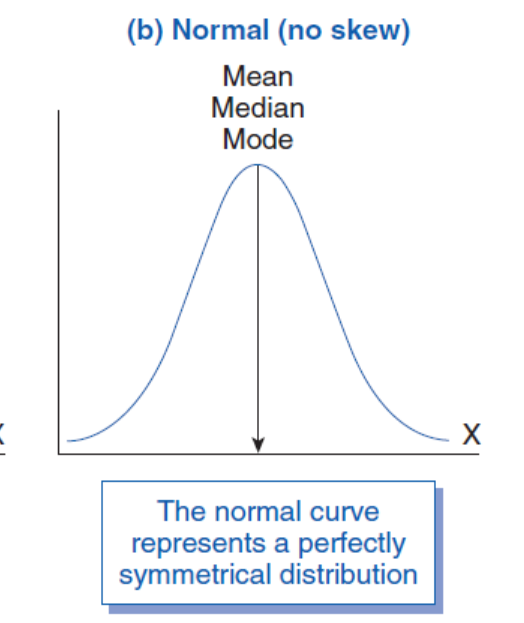 (b) Normal (no skew)
Mean
Median
Mode
X
The normal curve
represents a perfectly
symmetrical distribution